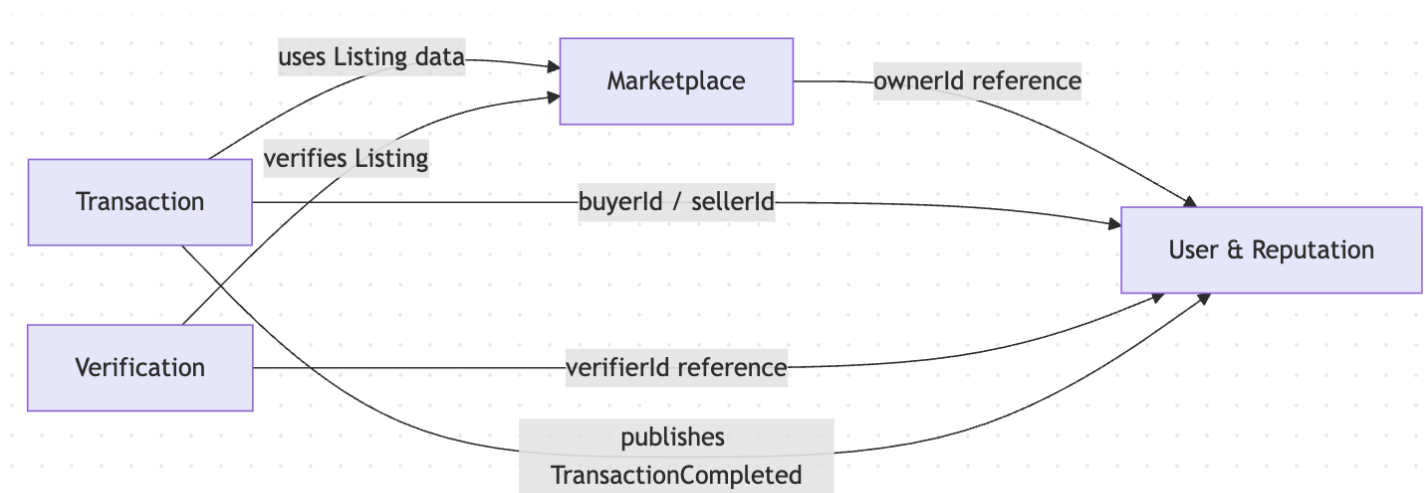 uses Listing data
Marketplace
ownerId reference
verifies Listing
Transaction
buyerId / sellerId
User & Reputation
Verification
verifierId reference
publishes
TransactionCompleted